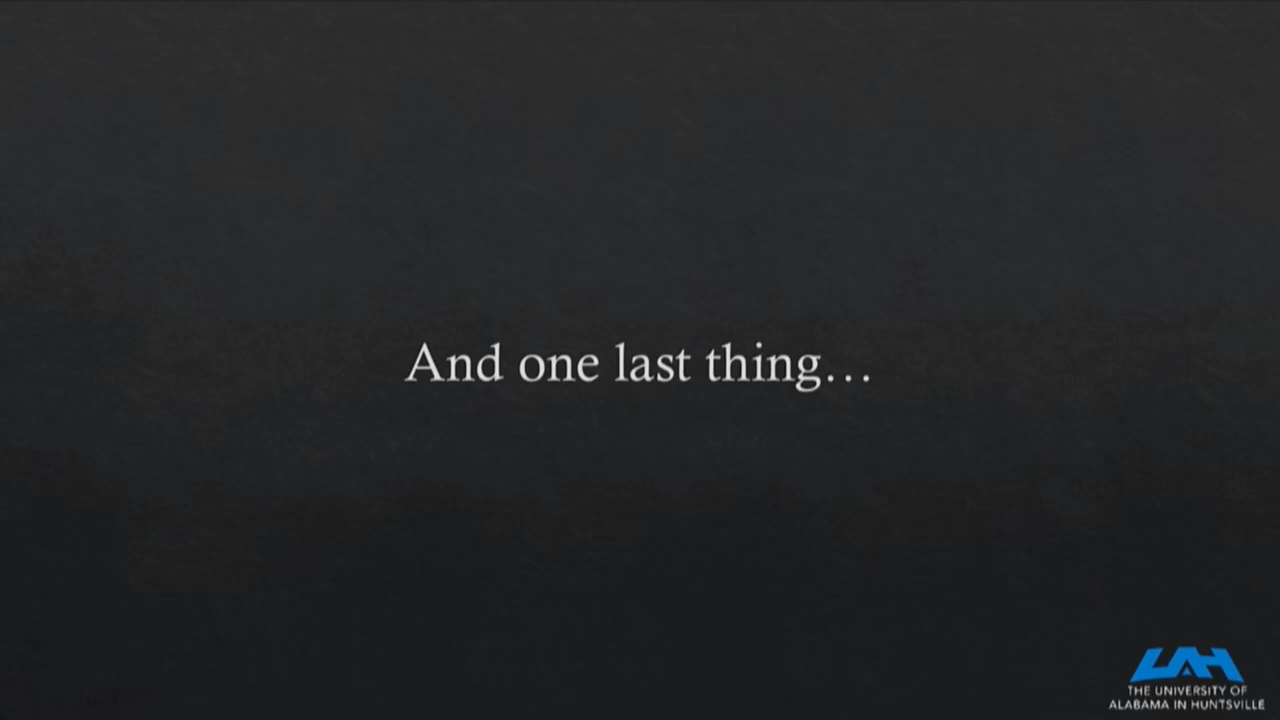 And one last thing…
UAH
THE UNIVERSITY OF
ALABAMA IN HUNTSVILLE